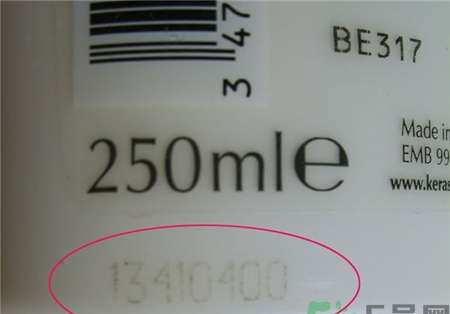 3 47
BE317
250ml℮
Made in
EMB 99
www.keras
13410400